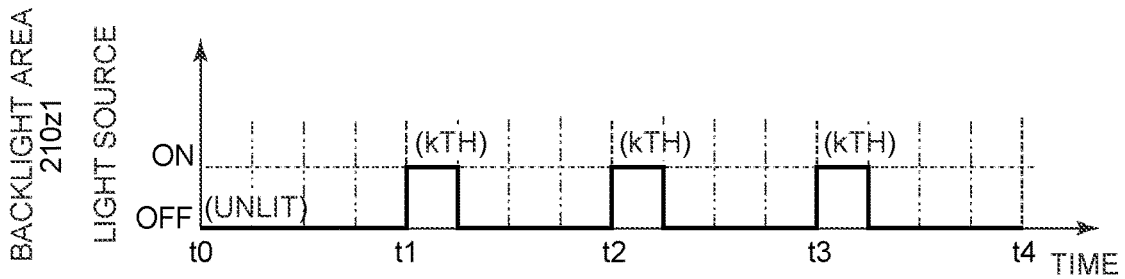 BACKLIGHT AREA
210z1
LIGHT SOURCE
(kTH) (kTH) (kTH)
ON
OFF (UNLIT)
t0 t1 t2 t3 t4
TIME